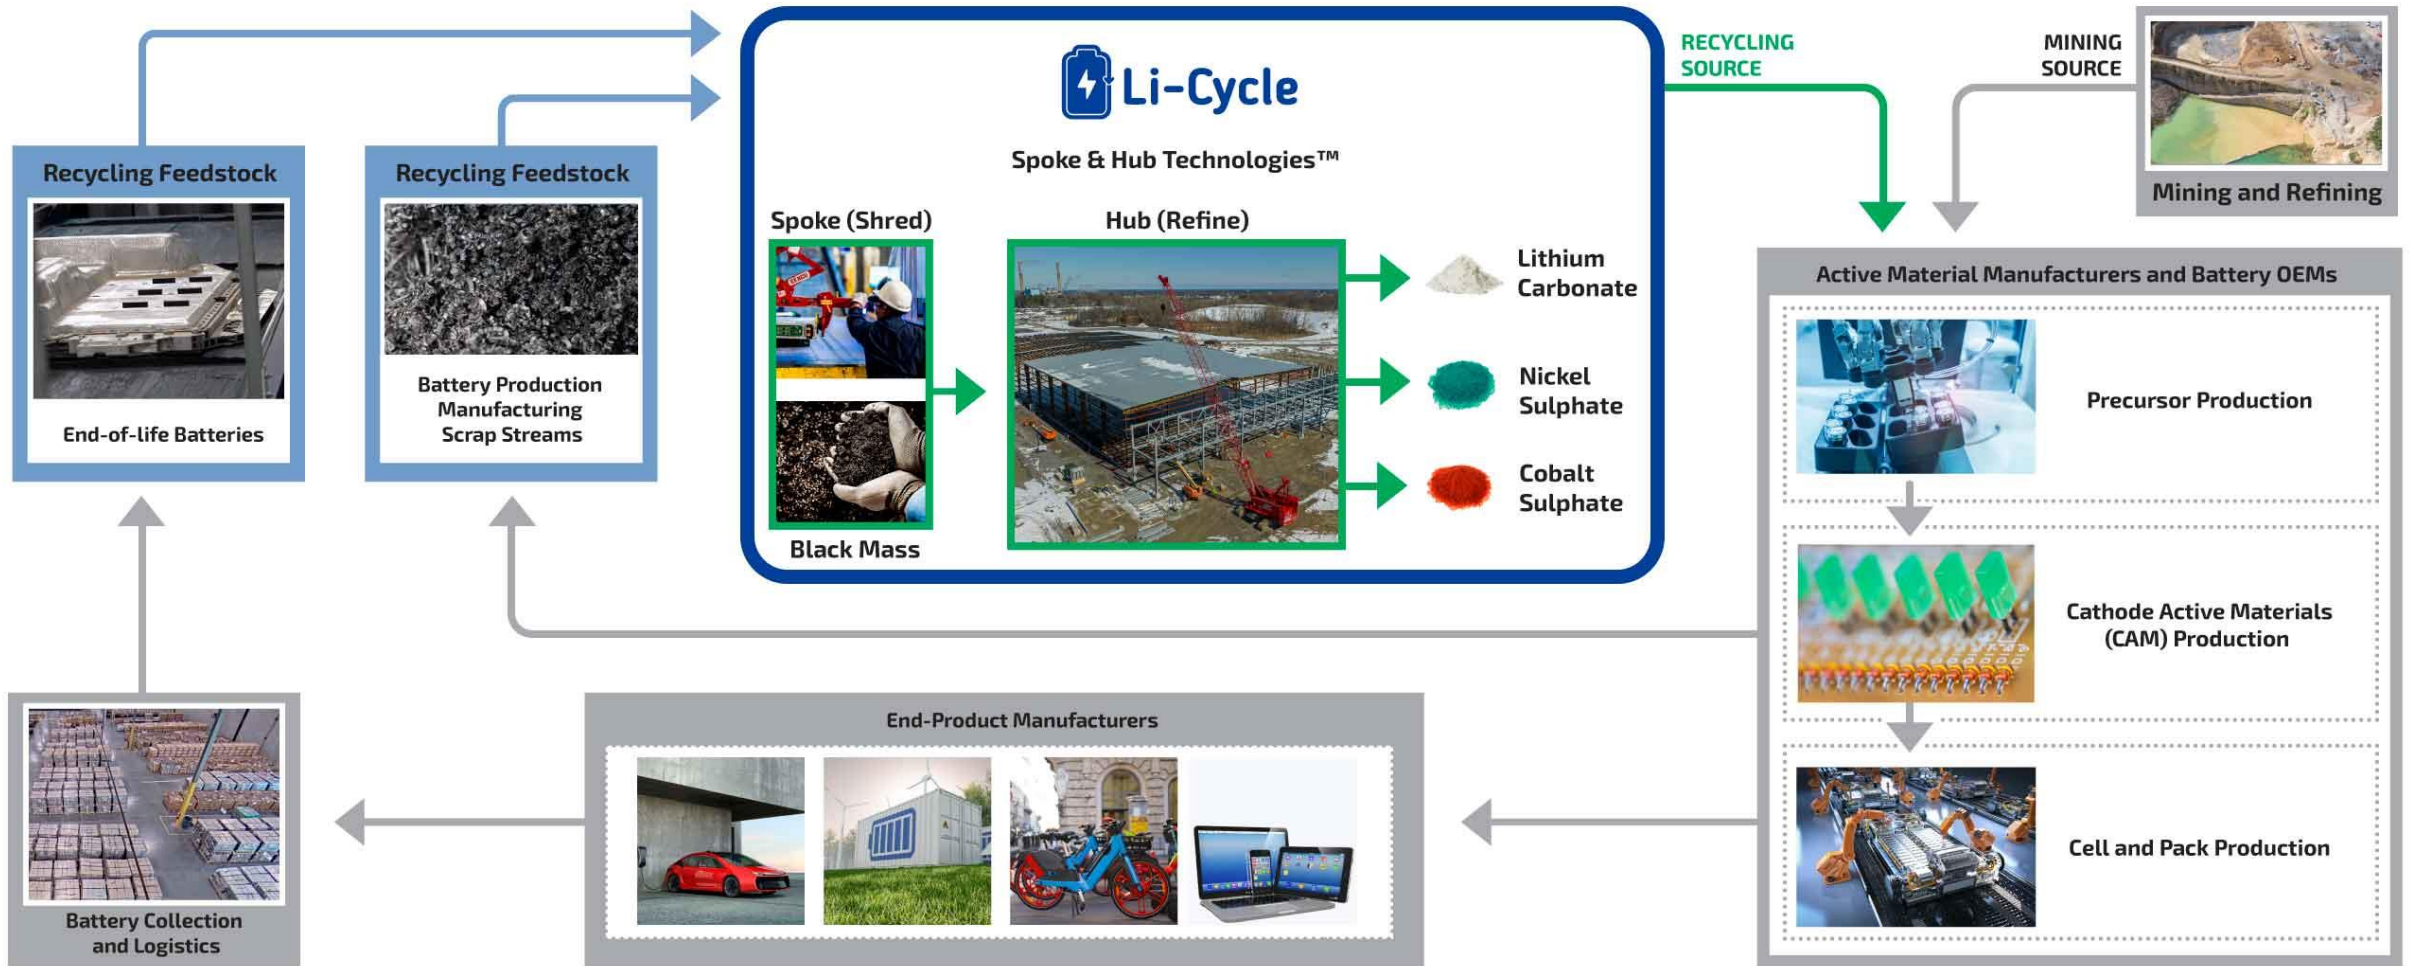 Li-Cycle
Spoke & Hub Technologies™
Spoke (Shred)
Black Mass
Hub (Refine)
Lithium
Carbonate
Nickel
Sulphate
Cobalt
Sulphate
Recycling Feedstock
End-of-life Batteries
Recycling Feedstock
Battery Production
Manufacturing
Scrap Streams
RECYCLING
SOURCE
MINING
SOURCE
Mining and Refining
Active Material Manufacturers and Battery OEMs
Precursor Production
Cathode Active Materials
(CAM) Production
Cell and Pack Production
End-Product Manufacturers
Battery Collection
and Logistics